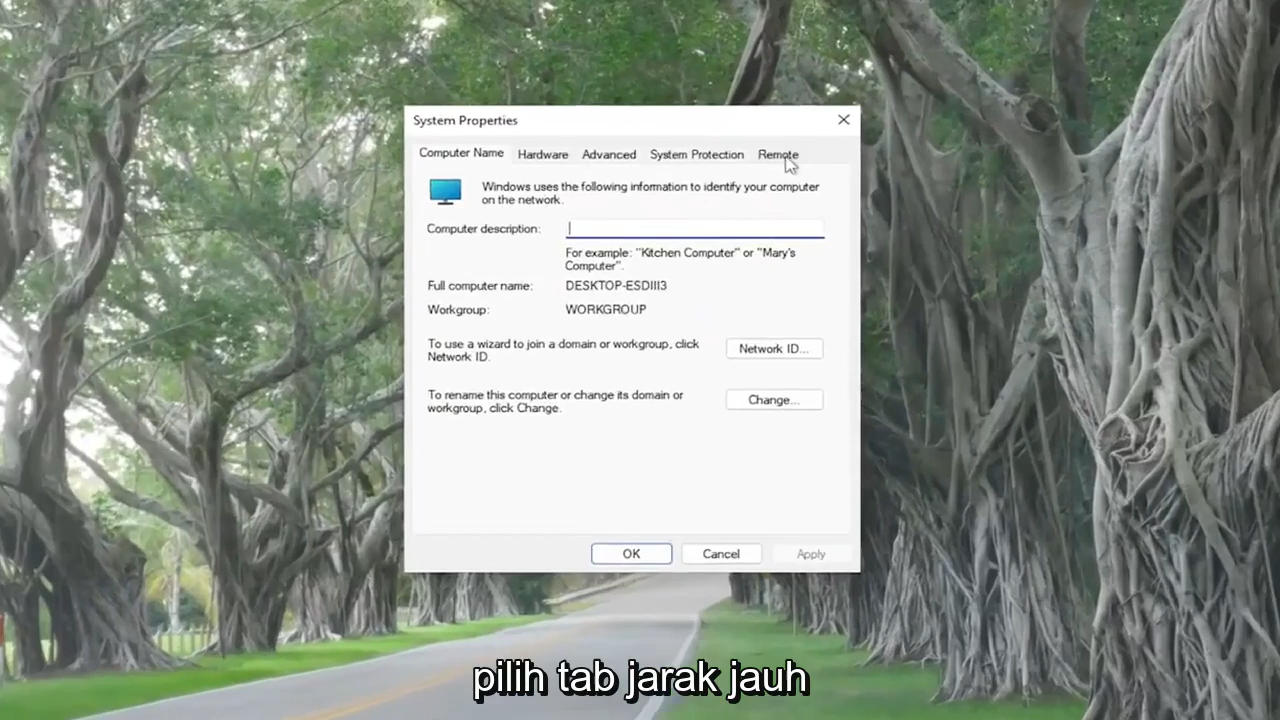 System Properties
Computer Name Hardware Advanced System Protection Remote
Windows uses the following information to identify your computer
on the network.
Computer description:
For example: "Kitchen Computer" or "Mary's
Computer".
Full computer name: DESKTOP-ESDIII3
Workgroup: WORKGROUP
To use a wizard to join a domain or workgroup, click
Network ID.
Network ID...
To rename this computer or change its domain or
workgroup, click Change.
Change...
OK Cancel Apply
pilih tab jarak jauh